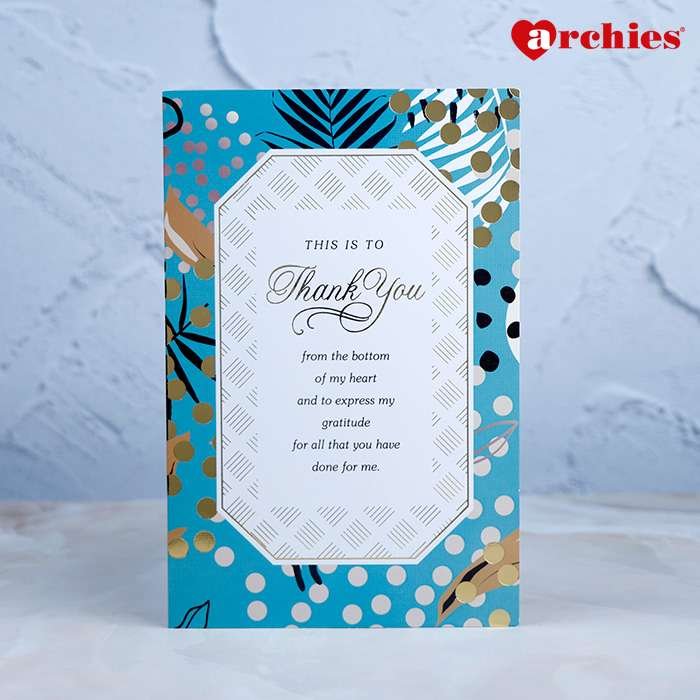 archies®
THIS IS TO
Thank You
from the bottom
of my heart
and to express my
gratitude
for all that you have
done for me.